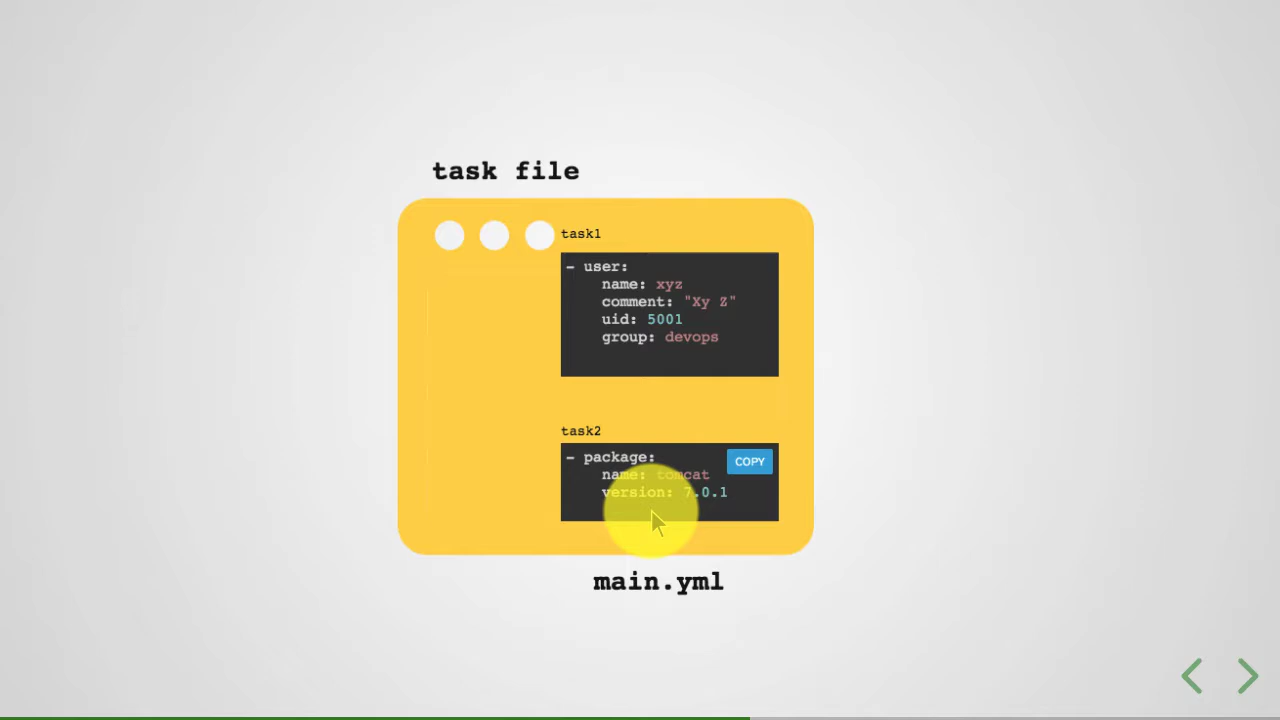 task file
task1
- user:
name: xyz
comment: "Xy Z"
uid: 5001
group: devops
task2
- package:
COPY
name: tomcat
version: 7.0.1
main.yml